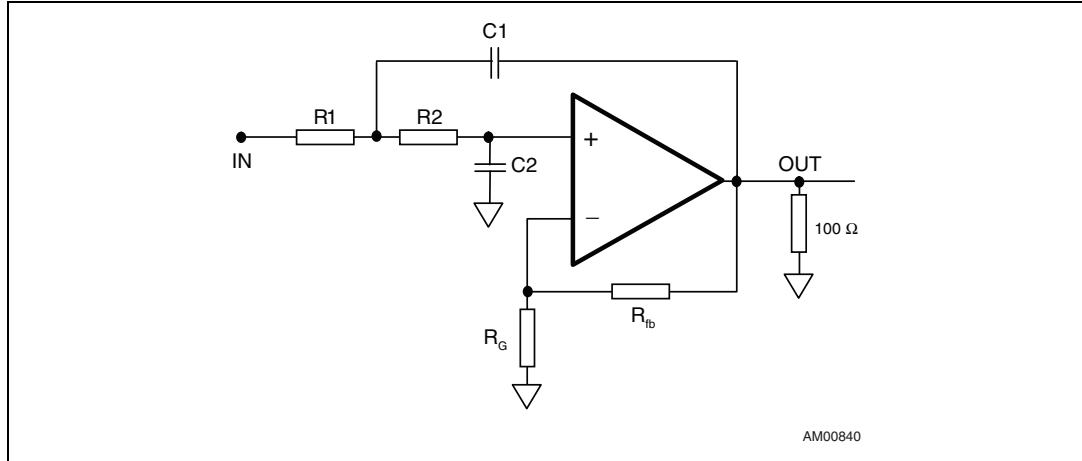 C1
R1
R2
IN
C2
+
−
OUT
100 Ω
R_fb
R_G
AM00840